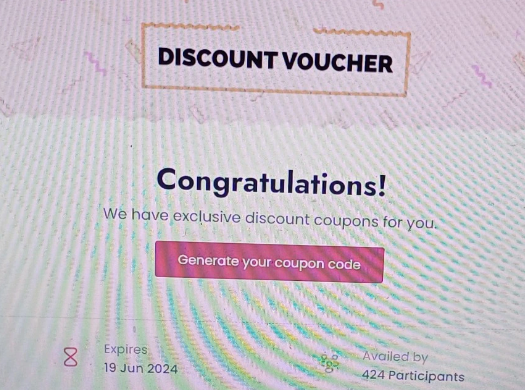 DISCOUNT VOUCHER
Congratulations!
We have exclusive discount coupons for you.
Generate your coupon code
Expires
19 Jun 2024
Availed by
424 Participants